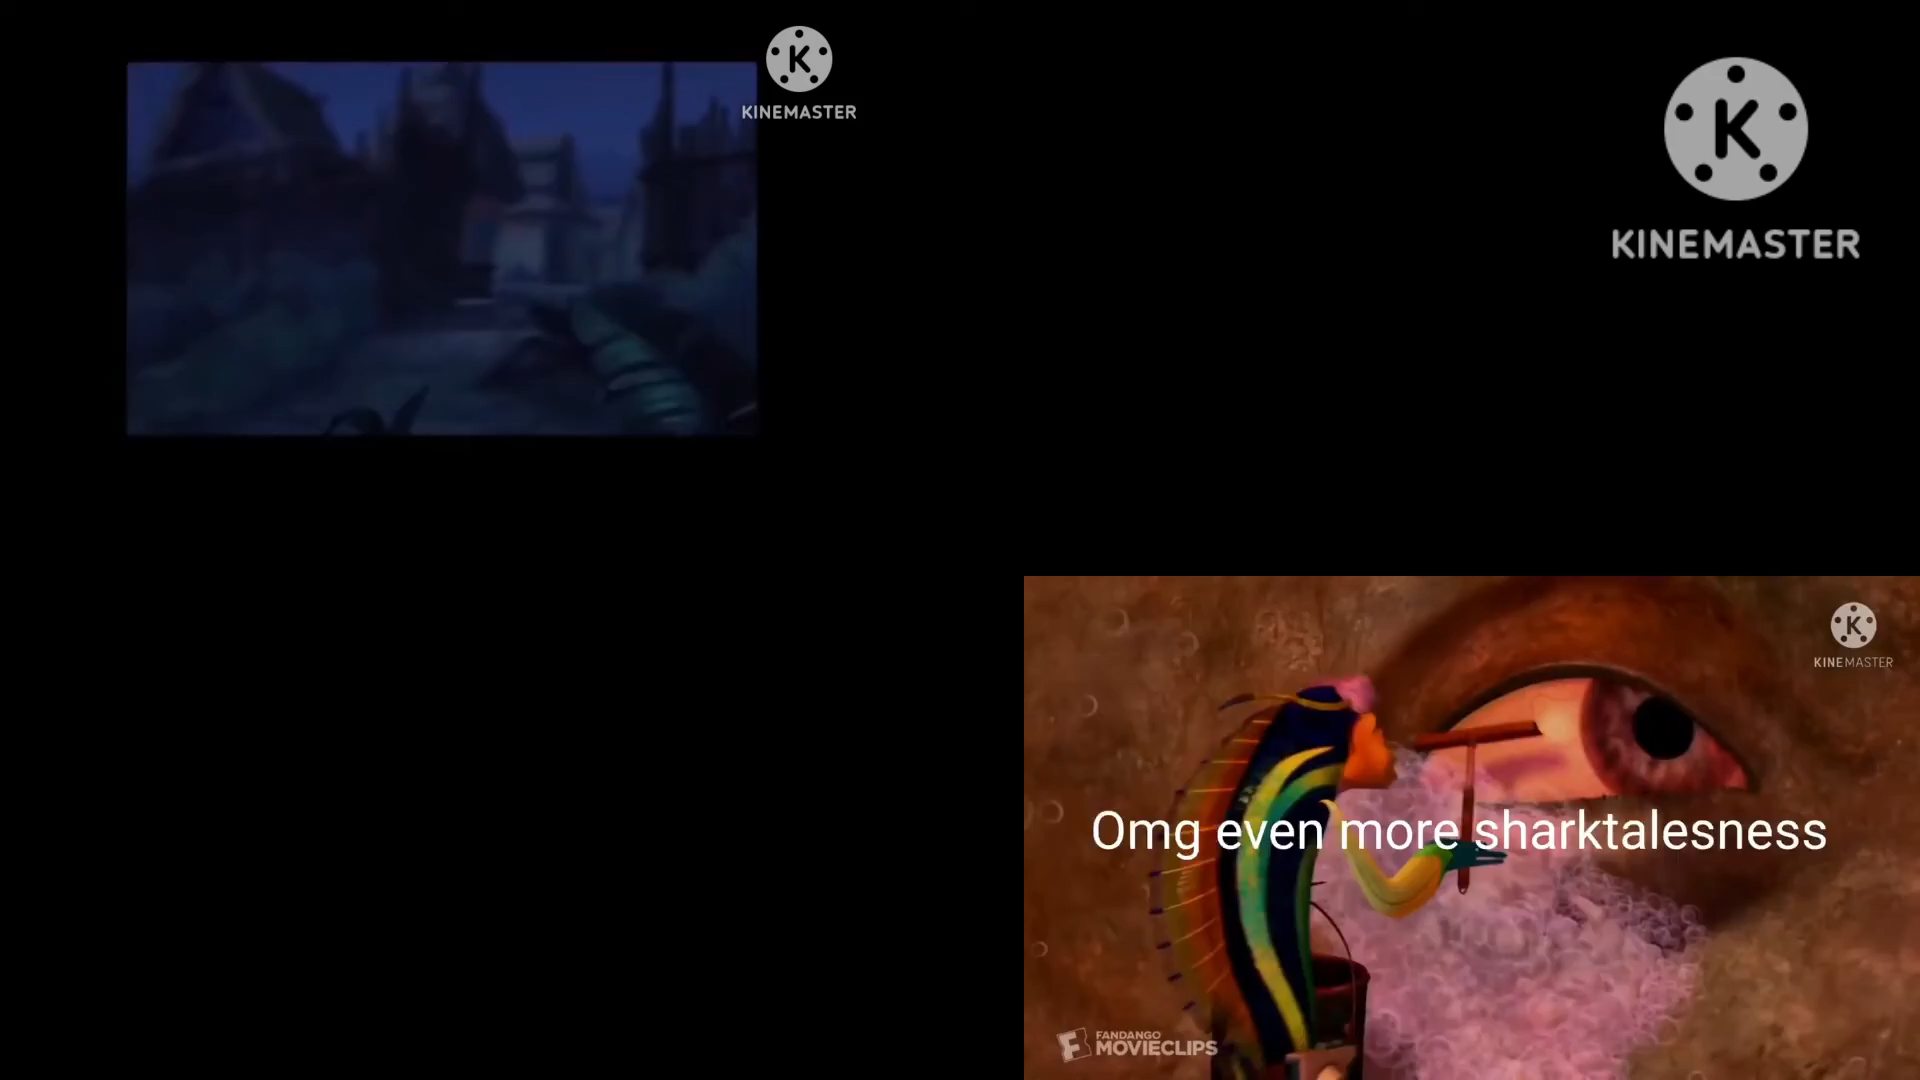 K
KINEMASTER
K
KINEMASTER
K
KINEMASTER
Omg even more sharktalesness
F
FANDANGO
MOVIECLIPS